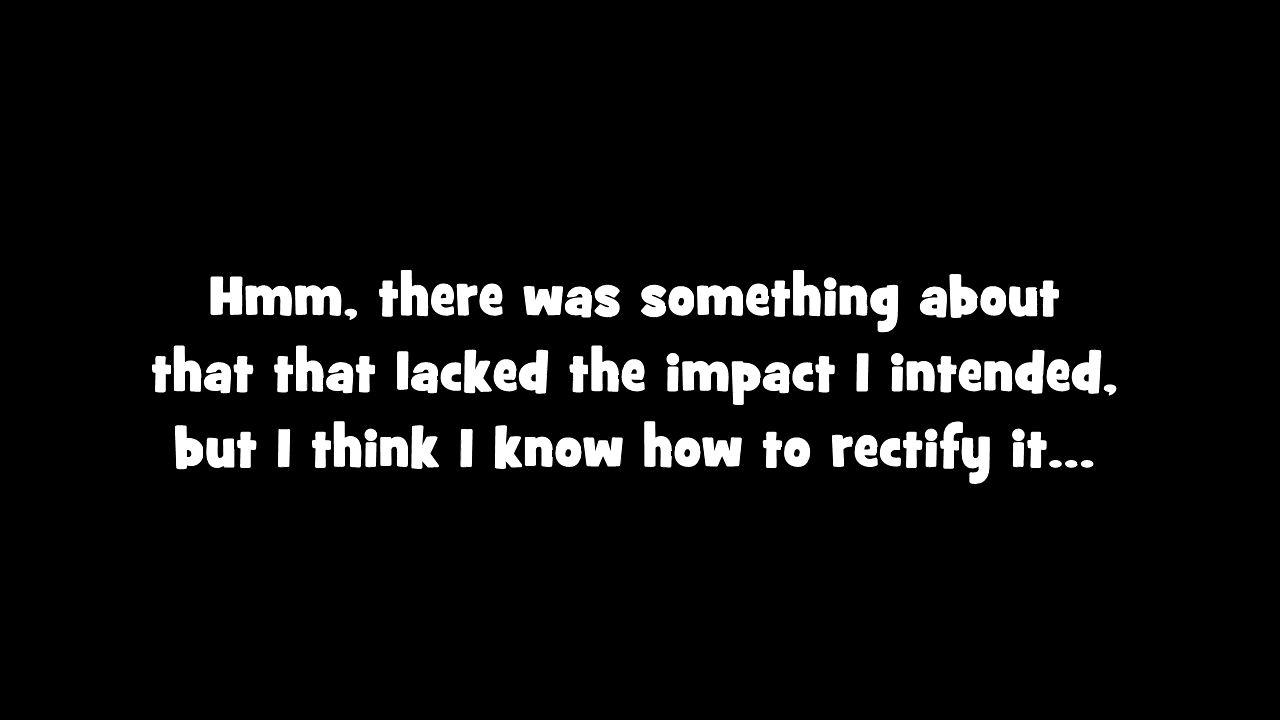 Hmm, there was something about
that that lacked the impact I intended,
but I think I know how to rectify it...